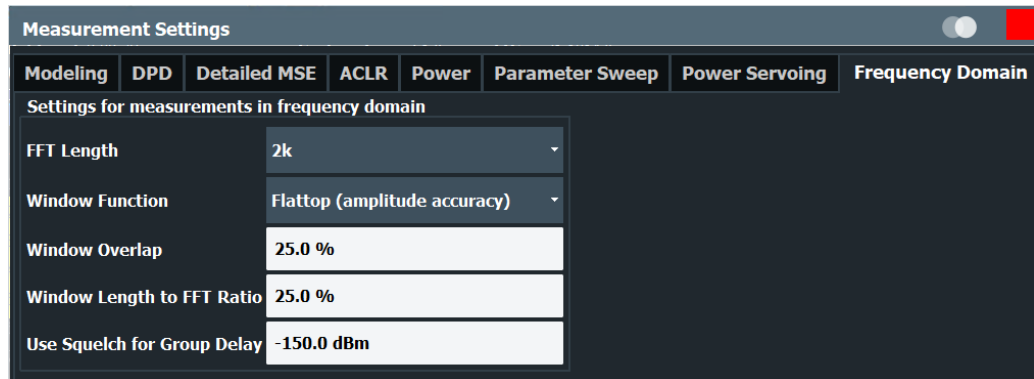 Measurement Settings
Modeling DPD Detailed MSE ACLR Power Parameter Sweep Power Servoing Frequency Domain
Settings for measurements in frequency domain
FFT Length 2k
Window Function Flattop (amplitude accuracy)
Window Overlap 25.0 %
Window Length to FFT Ratio 25.0 %
Use Squelch for Group Delay -150.0 dBm